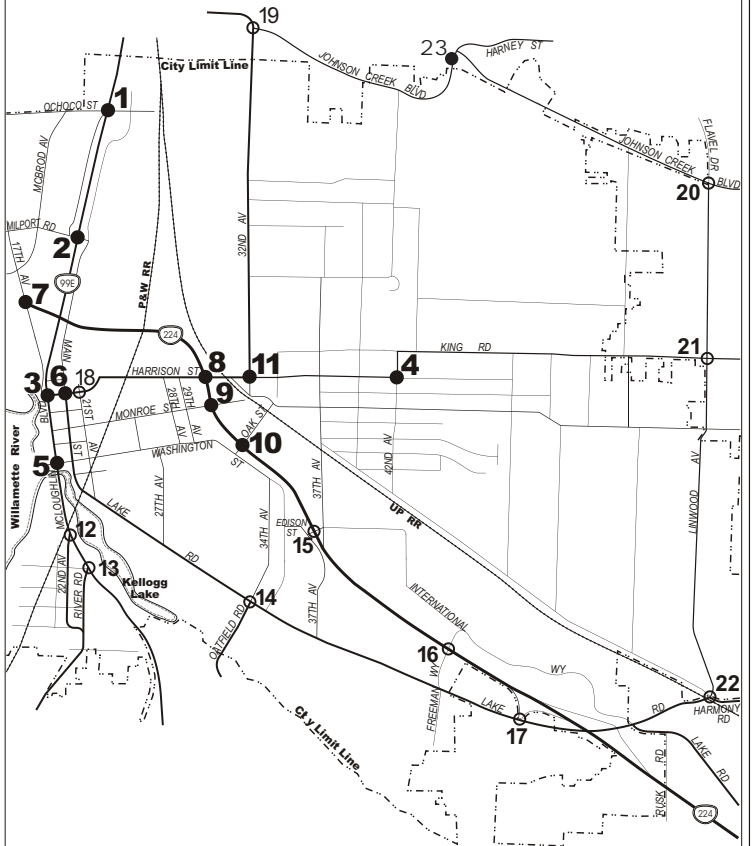 19
23
HARNEY ST
JOHNSON CREEK
BLVD
City Limit Line
OCHOCO ST
1
MCBROD AV
FLAVEL DR
JOHNSON CREEK
BLVD
20
MILPORT RD
2
17TH
AV
99E
P&W RR
32ND AV
7
224
MAIN
ST
8
11
4
KING RD
21
3
6
18
HARRISON ST
9
BLVD
21ST
AV
28TH
AV
29TH
AV
MONROE ST
OAK ST
10
WASHINGTON
ST
5
Willamette River
MCLOUGHLIN
LAKE
RD
27TH AV
34TH AV
37TH AV
42ND AV
UP RR
LINWOOD AV
EDISON
ST
15
12
22ND AV
RIVER RD
13
Kellogg
Lake
14
OATFIELD RD
37TH AV
INTERNATIONAL
WY
16
FREEMAN WY
LAKE
RD
17
22
HARMONY
RD
LAKE
RD
RUSK RD
City Limit Line
224